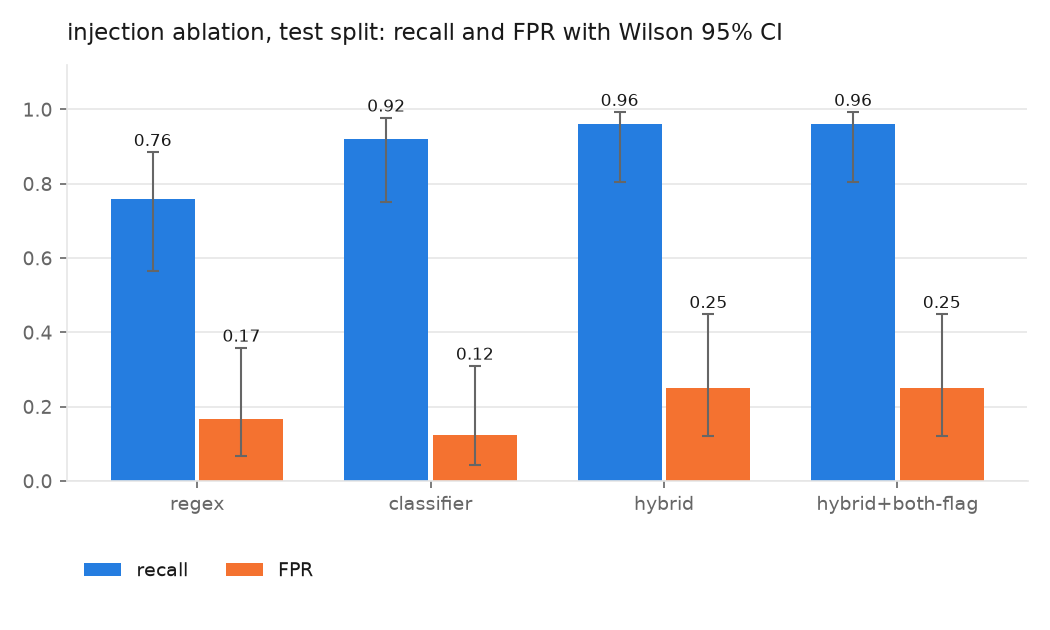 injection ablation, test split: recall and FPR with Wilson 95% CI
1.0
0.8
0.6
0.4
0.2
0.0
0.76
0.17
0.92
0.12
0.96
0.25
0.96
0.25
regex
classifier
hybrid
hybrid+both-flag
recall
FPR